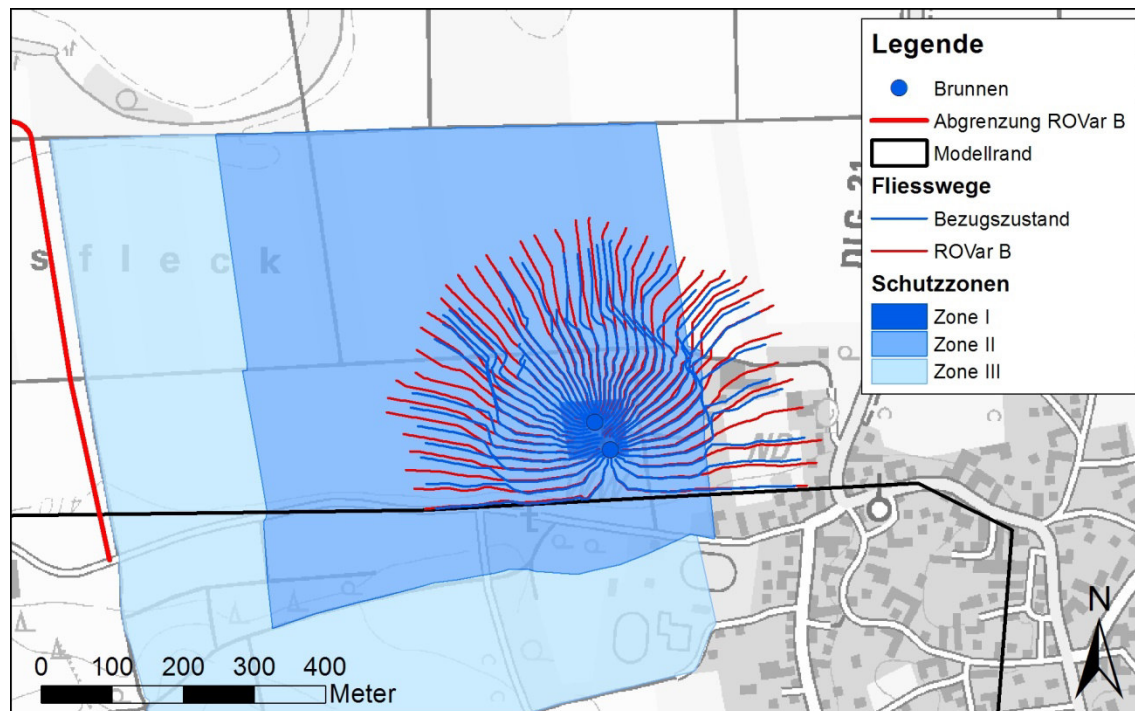 Legende
Brunnen
Abgrenzung ROVar B
Modellrand
Fliesswege
Bezugszustand
ROVar B
Schutzzonen
Zone I
Zone II
Zone III
s f l e c k
ND
N
0 100 200 300 400
Meter